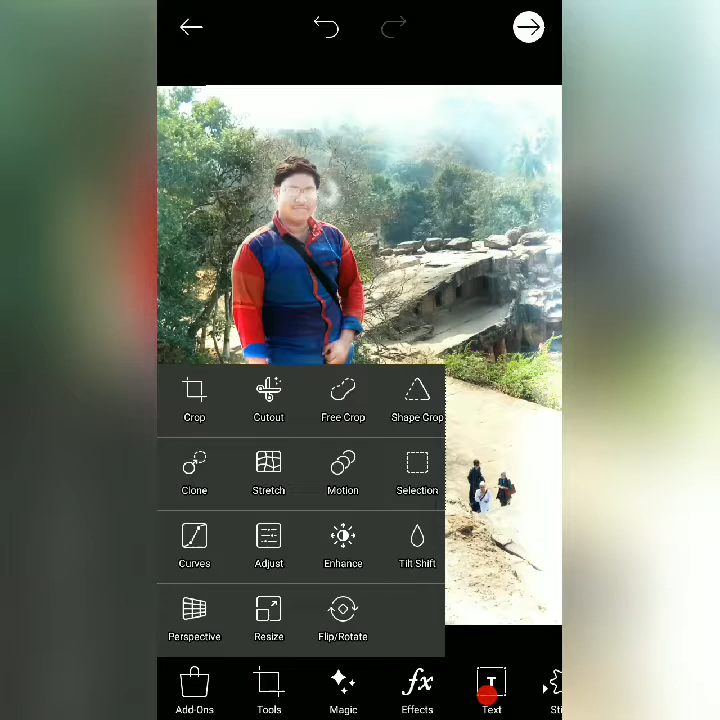 Crop Cutout Free Crop Shape Crop
Clone Stretch Motion Selection
Curves Adjust Enhance Tilt Shift
Perspective Resize Flip/Rotate
T
Add-Ons Tools Magic Effects Text Sti